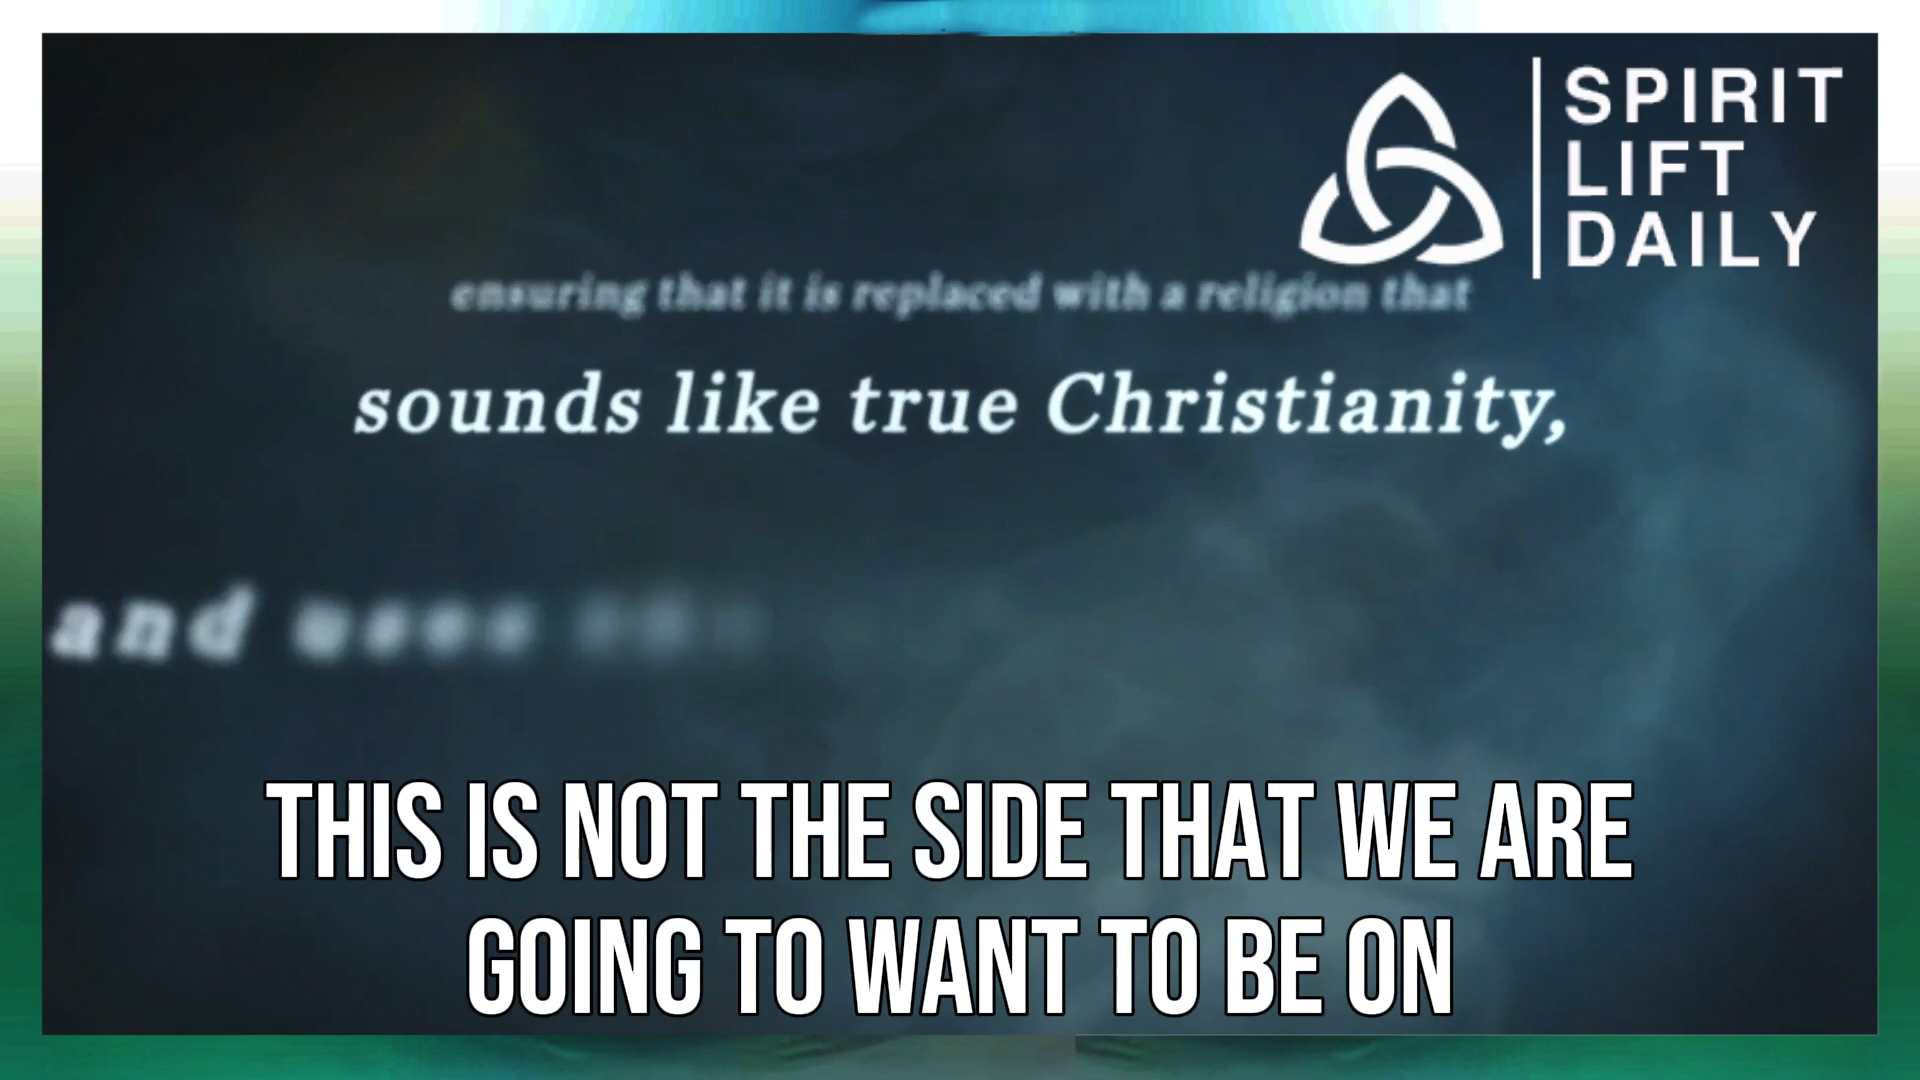 SPIRIT
LIFT
DAILY
ensuring that it is replaced with a religion that
sounds like true Christianity,
and uses
THIS IS NOT THE SIDE THAT WE ARE
GOING TO WANT TO BE ON